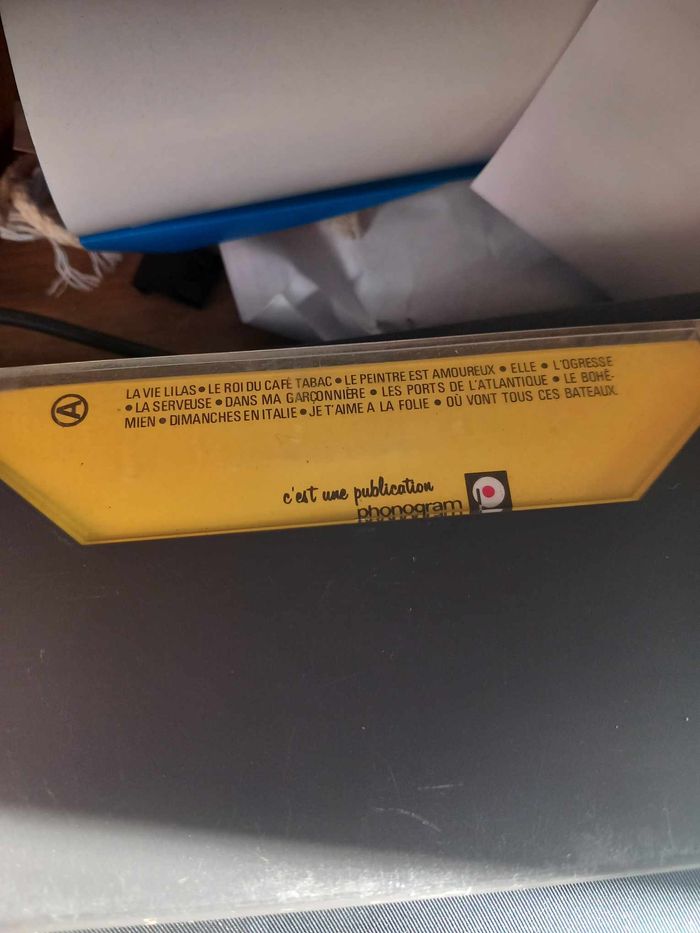 Ⓐ
LA VIE LILAS • LE ROI DU CAFÉ TABAC • LE PEINTRE EST AMOUREUX • ELLE • L'OGRESSE
• LA SERVEUSE • DANS MA GARÇONNIÈRE • LES PORTS DE L'ATLANTIQUE • LE BOHÉ-
MIEN • DIMANCHES EN ITALIE • JE T'AIME A LA FOLIE • OÙ VONT TOUS CES BATEAUX.
c'est une publication
phonogram